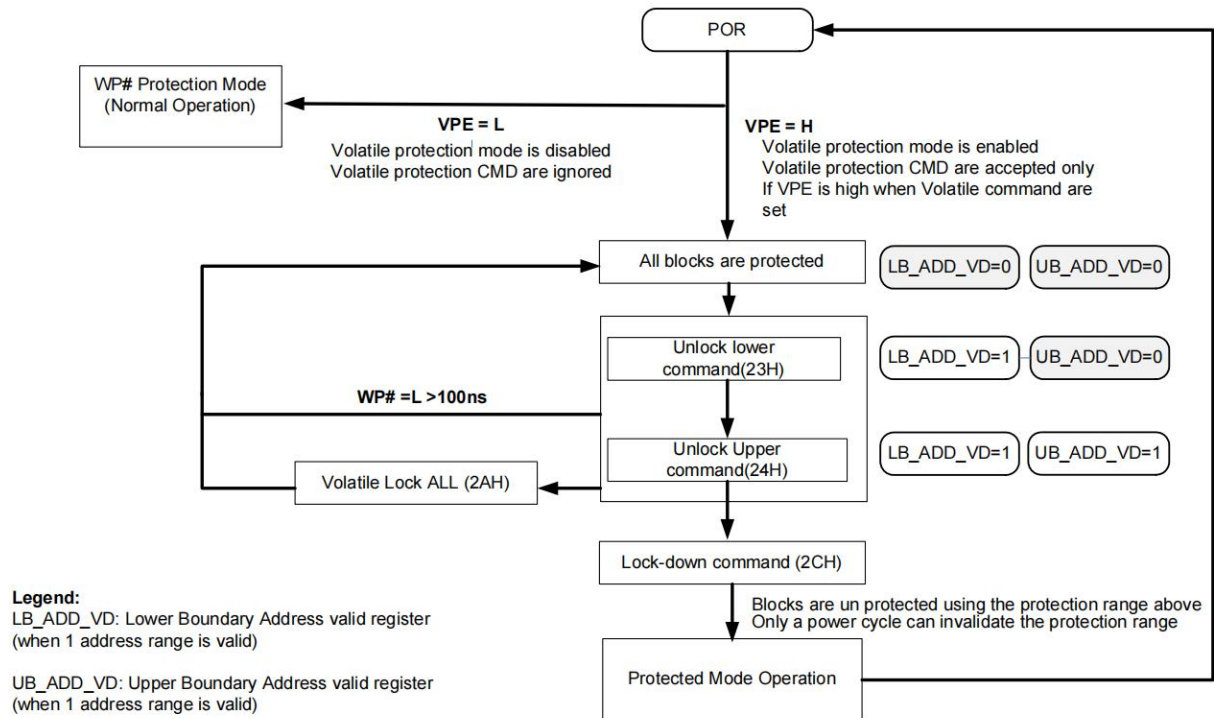 POR
WP# Protection Mode
(Normal Operation)
VPE = L
Volatile protection mode is disabled
Volatile protection CMD are ignored
VPE = H
Volatile protection mode is enabled
Volatile protection CMD are accepted only
If VPE is high when Volatile command are
set
All blocks are protected
LB_ADD_VD=0
UB_ADD_VD=0
Unlock lower
command(23H)
LB_ADD_VD=1
UB_ADD_VD=0
WP# =L >100ns
Unlock Upper
command(24H)
LB_ADD_VD=1
UB_ADD_VD=1
Volatile Lock ALL (2AH)
Lock-down command (2CH)
Blocks are un protected using the protection range above
Only a power cycle can invalidate the protection range
Protected Mode Operation
Legend:
LB_ADD_VD: Lower Boundary Address valid register
(when 1 address range is valid)
UB_ADD_VD: Upper Boundary Address valid register
(when 1 address range is valid)